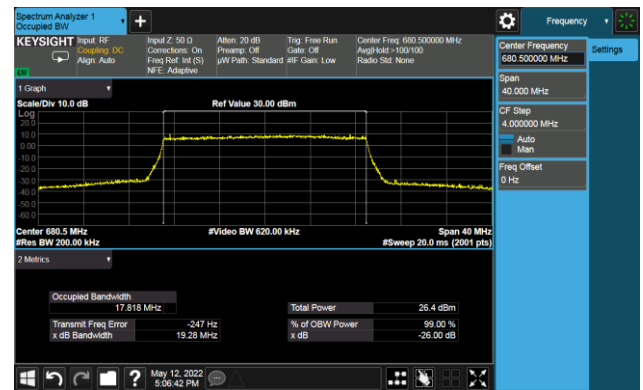 Spectrum Analyzer 1
Occupied BW
Frequency
KEYSIGHT
Input: RF
Coupling: DC
Align: Auto
Input Z: 50 Ω
Corrections: On
Freq Ref: Int (S)
NFE: Adaptive
Atten: 20 dB
Preamp: Off
µW Path: Standard
Trig: Free Run
Gate: Off
#IF Gain: Low
Center Freq: 680.500000 MHz
Avg|Hold:>100/100
Radio Std: None
Center Frequency
680.500000 MHz
Settings
Span
40.000 MHz
CF Step
4.000000 MHz
Auto
Man
Freq Offset
0 Hz
1 Graph
Scale/Div 10.0 dB
Ref Value 30.00 dBm
Log
20.0
10.0
0.00
-10.0
-20.0
-30.0
-40.0
-50.0
-60.0
Center 680.5 MHz
#Video BW 620.00 kHz
Span 40 MHz
#Res BW 200.00 kHz
#Sweep 20.0 ms (2001 pts)
2 Metrics
Occupied Bandwidth
17.818 MHz
Total Power
26.4 dBm
Transmit Freq Error
-247 Hz
% of OBW Power
99.00 %
x dB Bandwidth
19.28 MHz
x dB
-26.00 dB
?
May 12, 2022
5:06:42 PM